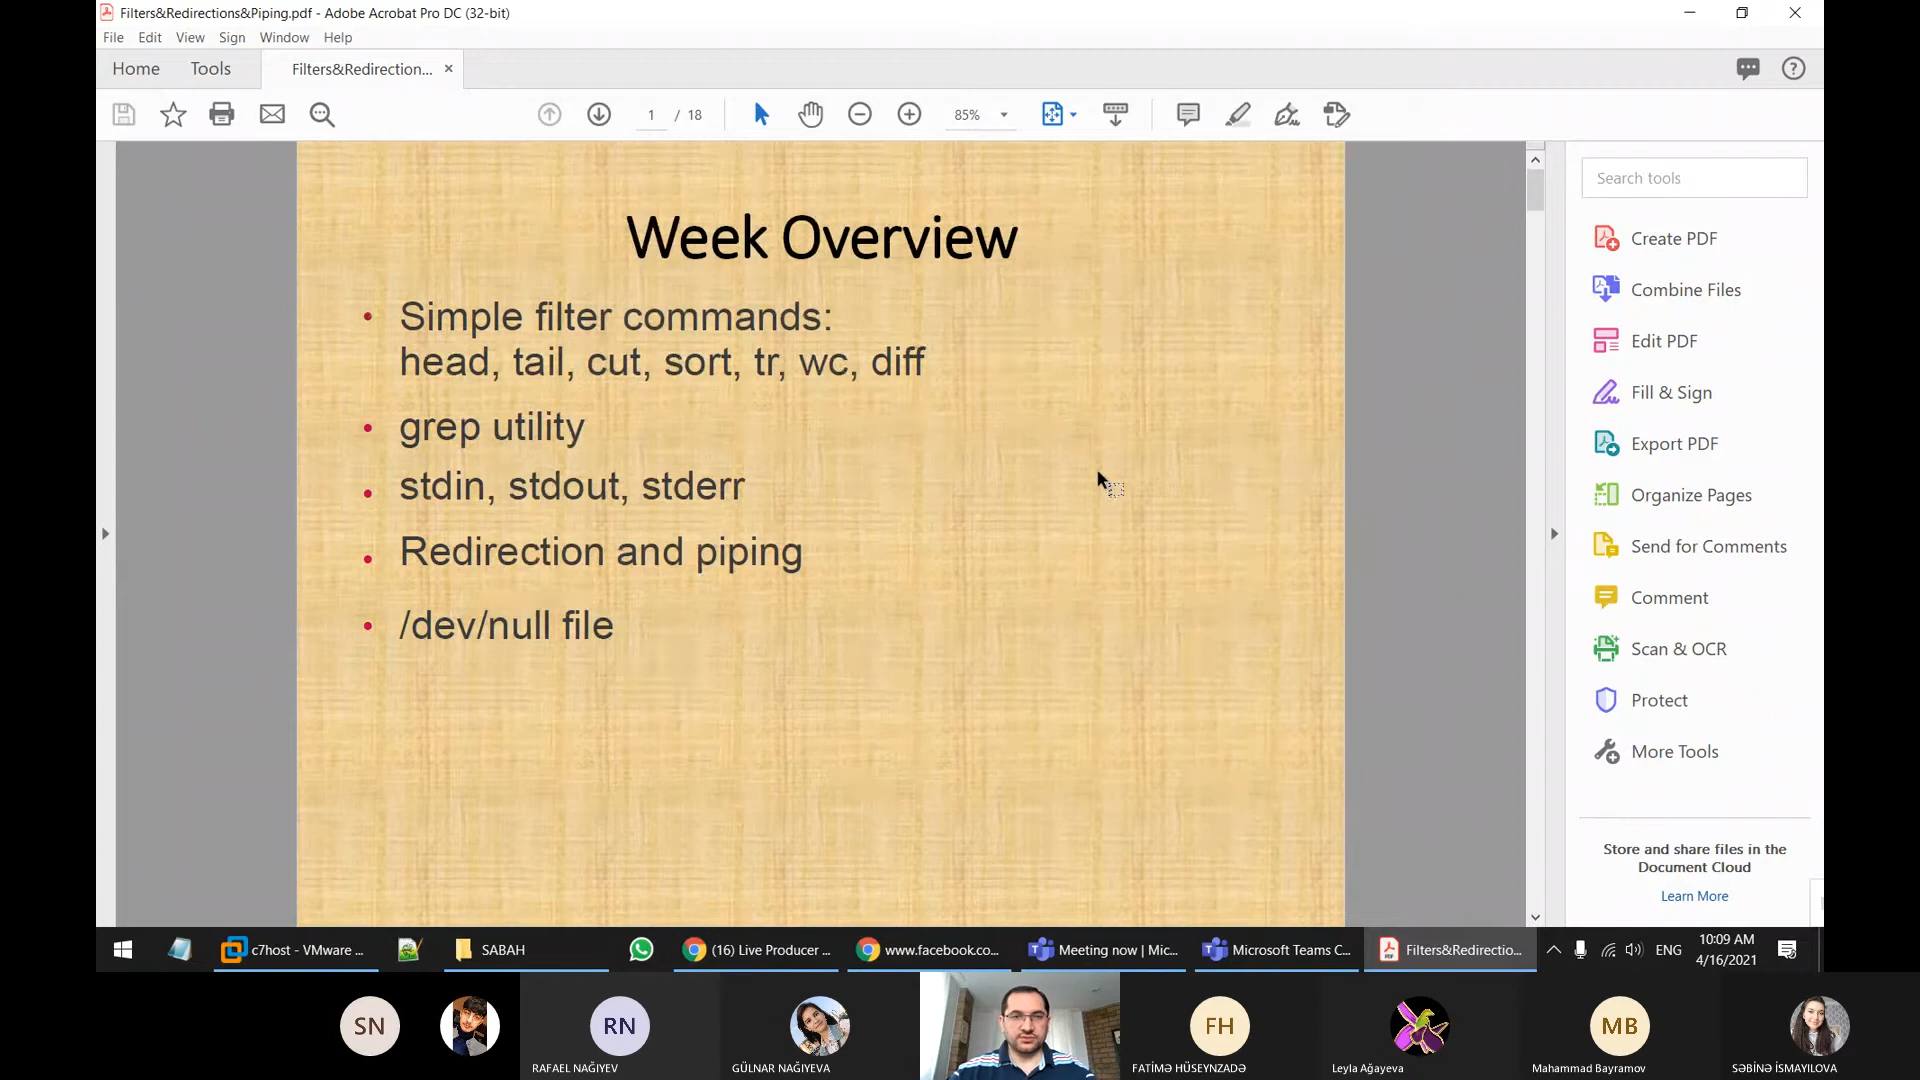 Filters&Redirections&Piping.pdf - Adobe Acrobat Pro DC (32-bit)
File Edit View Sign Window Help
Home Tools Filters&Redirection... ×
1 / 18 85%
Week Overview
• Simple filter commands:
head, tail, cut, sort, tr, wc, diff
• grep utility
• stdin, stdout, stderr
• Redirection and piping
• /dev/null file
Search tools
Create PDF
Combine Files
Edit PDF
Fill & Sign
Export PDF
Organize Pages
Send for Comments
Comment
Scan & OCR
Protect
More Tools
Store and share files in the
Document Cloud
Learn More
c7host - VMware ... SABAH (16) Live Producer ... www.facebook.co... Meeting now | Mic... Microsoft Teams C... Filters&Redirectio... ENG 10:09 AM
4/16/2021
SN RN FH MB
RAFAEL NAĞIYEV GÜLNAR NAĞIYEVA FATİMƏ HÜSEYNZADƏ Leyla Ağayeva Mahammad Bayramov SƏBİNƏ İSMAYILOVA